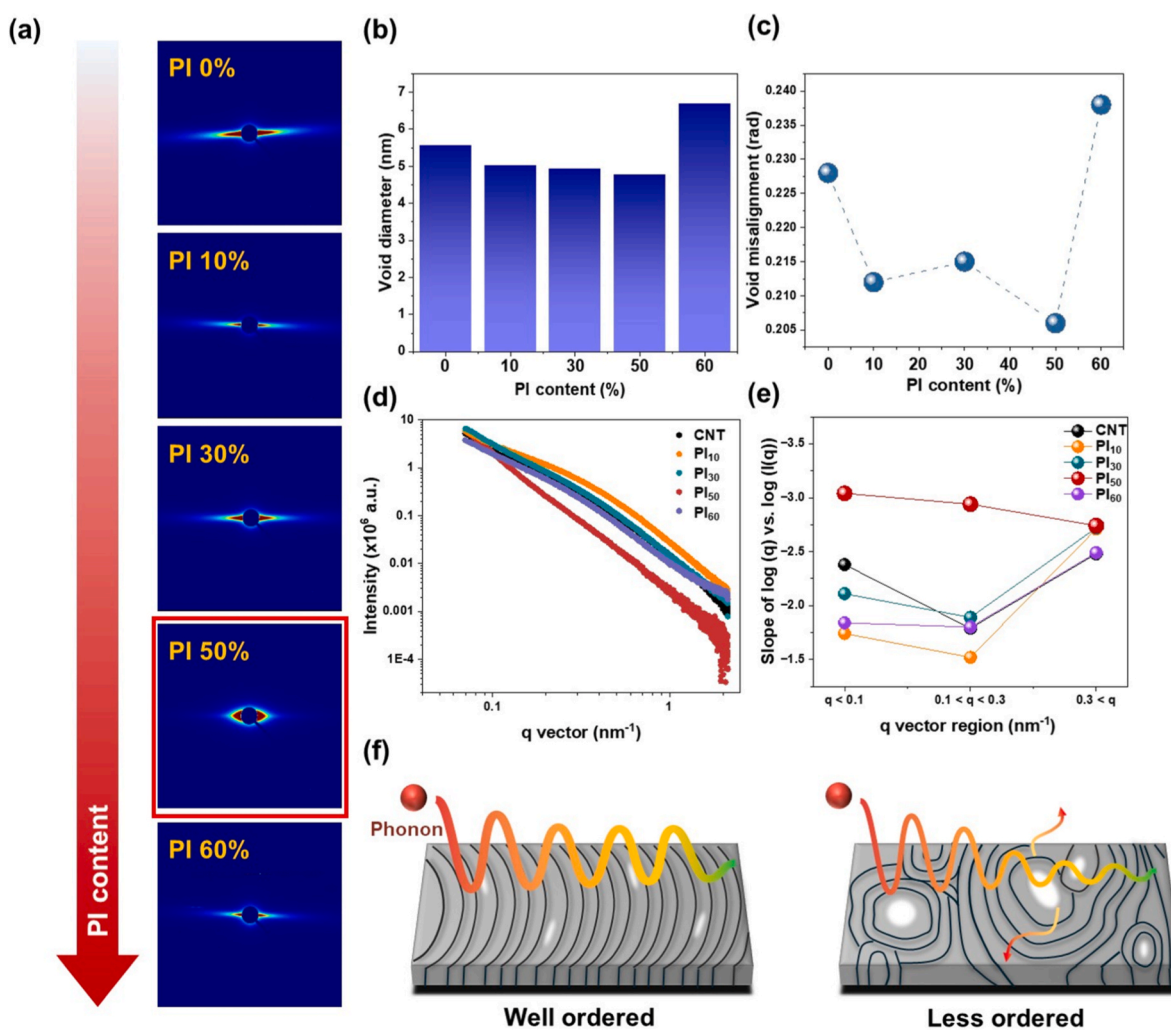 (a)
PI content
PI 0%
PI 10%
PI 30%
PI 50%
PI 60%
(b)
Void diameter (nm)
7
6
5
4
3
2
1
0
0 10 30 50 60
PI content (%)
(c)
Void misalignment (rad)
0.240
0.235
0.230
0.225
0.220
0.215
0.210
0.205
0 10 20 30 40 50 60
PI content (%)
(d)
Intensity (x10⁶ a.u.)
10
1
0.1
0.01
0.001
1E-4
0.1 1
q vector (nm⁻¹)
CNT
PI₁₀
PI₃₀
PI₅₀
PI₆₀
(e)
Slope of log (q) vs. log (I(q))
−3.5
−3.0
−2.5
−2.0
−1.5
q < 0.1 0.1 < q < 0.3 0.3 < q
q vector region (nm⁻¹)
CNT
PI₁₀
PI₃₀
PI₅₀
PI₆₀
(f)
Phonon
Well ordered
Less ordered